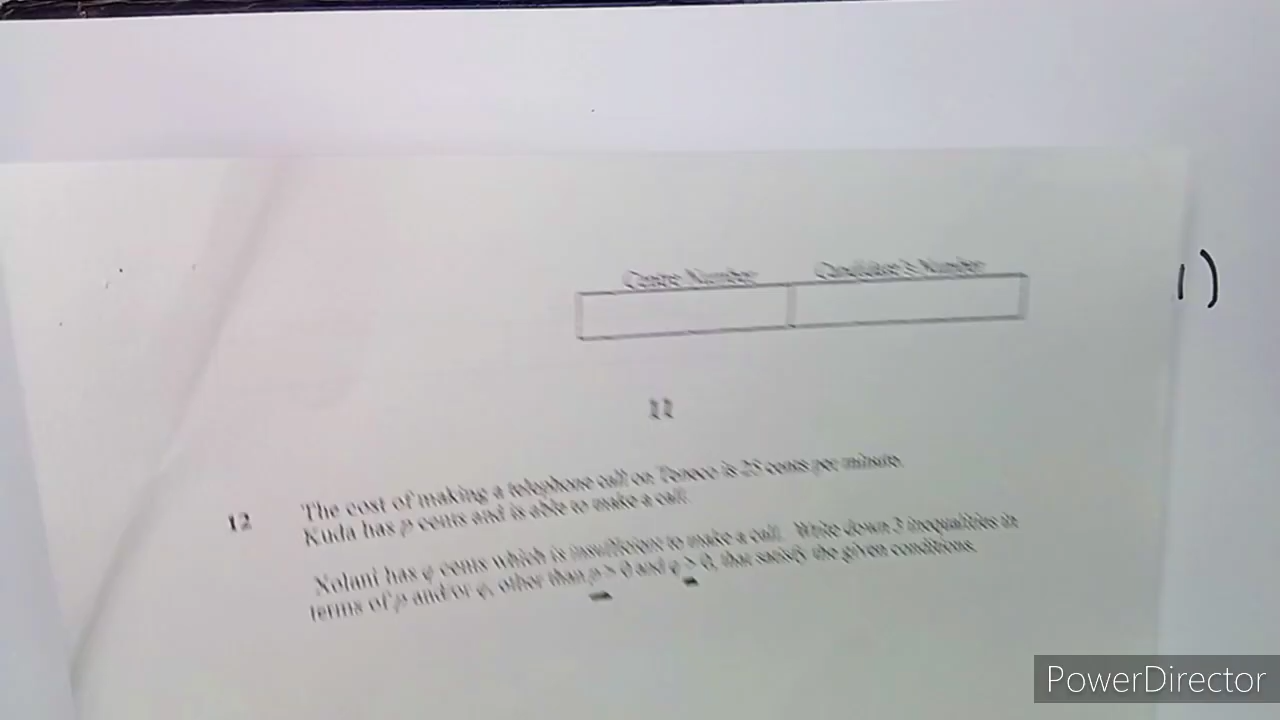 Centre Number Candidate's Number
1)
11
12 The cost of making a telephone call on is 25 cents per minute.
Kuda has p cents and is able to make a call.
Nolani has q cents which is insufficient to make a call. Write down 3 inequalities in
terms of p and/or q, other than p > 0 and q > 0, that satisfy the given conditions.
PowerDirector